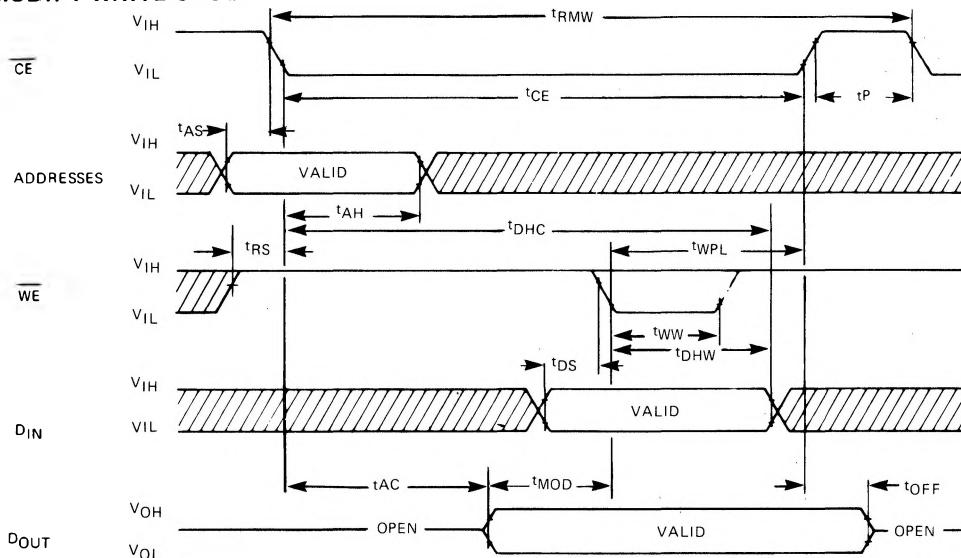 VIH
tRMW
CE
VIL
tCE
tP
tAS
VIH
ADDRESSES
VALID
VIL
tAH
tDHC
tRS
tWPL
VIH
WE
VIL
tWW
tDHW
tDS
VIH
DIN
VALID
VIL
tAC
tMOD
tOFF
VOH
DOUT
OPEN
VALID
OPEN
VOL